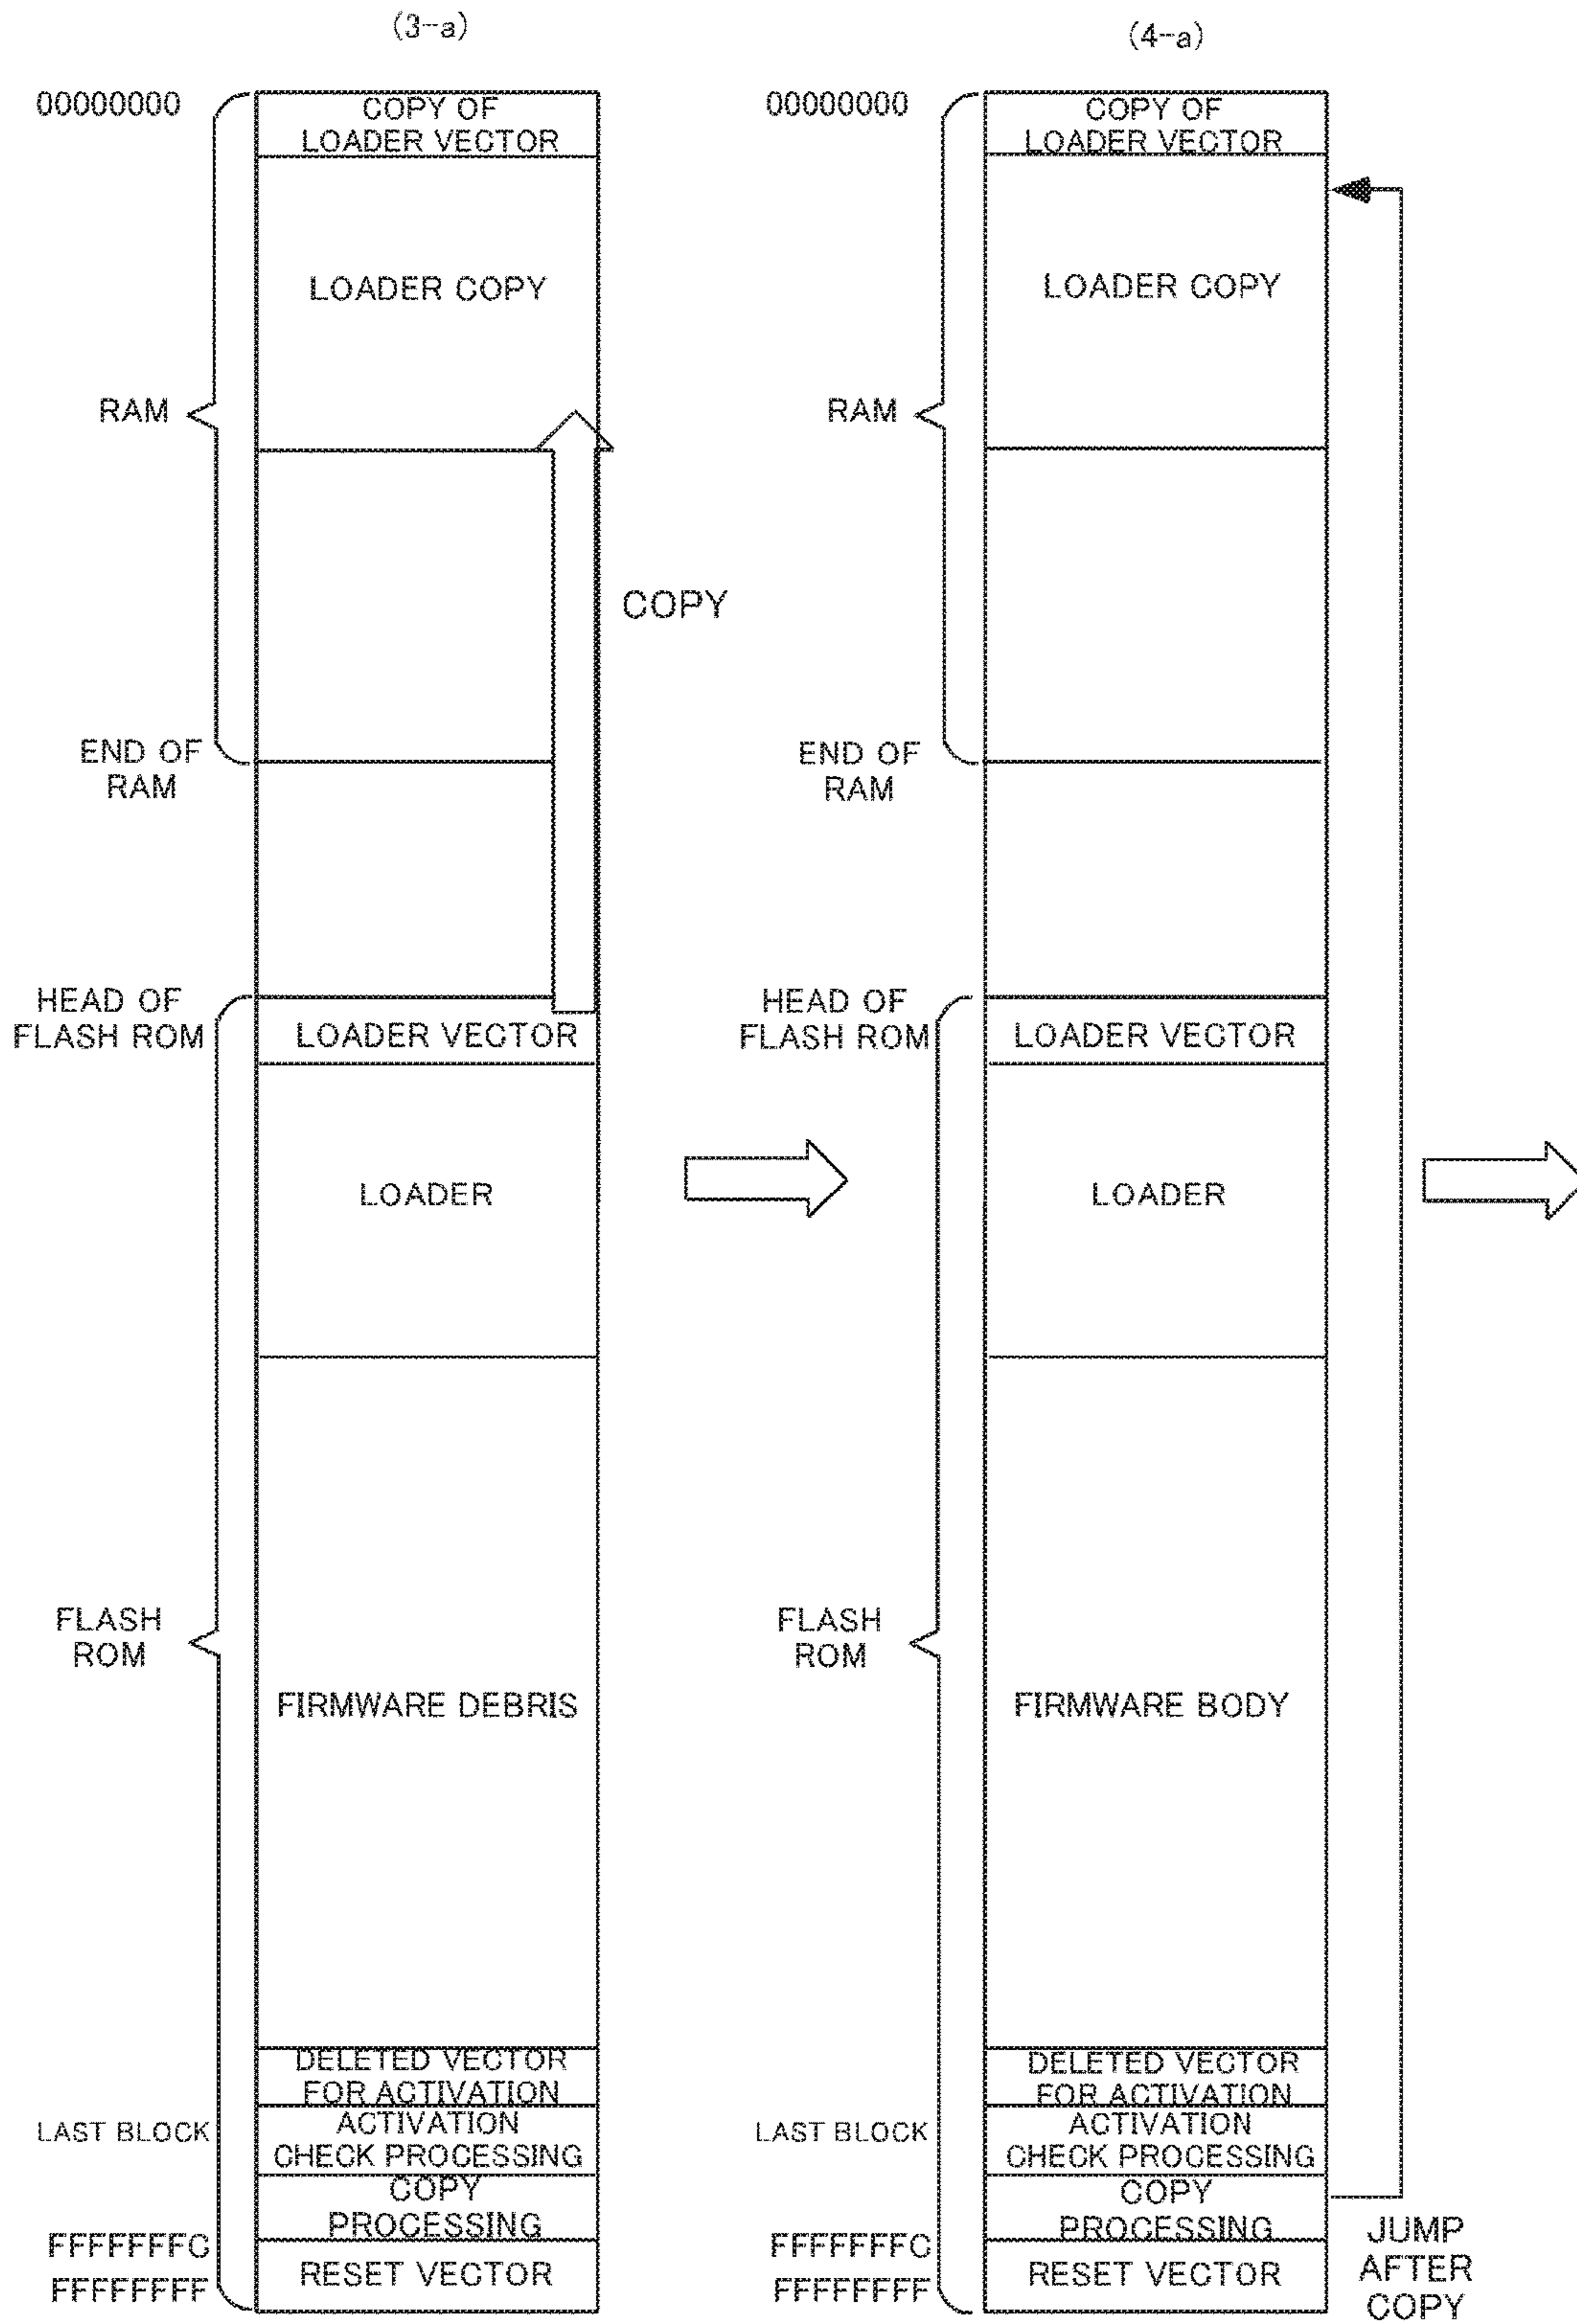 (3-a)
00000000
COPY OF
LOADER VECTOR
LOADER COPY
RAM
COPY
END OF
RAM
HEAD OF
FLASH ROM
LOADER VECTOR
LOADER
FLASH
ROM
FIRMWARE DEBRIS
DELETED VECTOR
FOR ACTIVATION
LAST BLOCK
ACTIVATION
CHECK PROCESSING
COPY
PROCESSING
FFFFFFFC
RESET VECTOR
FFFFFFFF
(4-a)
00000000
COPY OF
LOADER VECTOR
LOADER COPY
RAM
END OF
RAM
HEAD OF
FLASH ROM
LOADER VECTOR
LOADER
FLASH
ROM
FIRMWARE BODY
DELETED VECTOR
FOR ACTIVATION
LAST BLOCK
ACTIVATION
CHECK PROCESSING
COPY
PROCESSING
FFFFFFFC
RESET VECTOR
FFFFFFFF
JUMP
AFTER
COPY